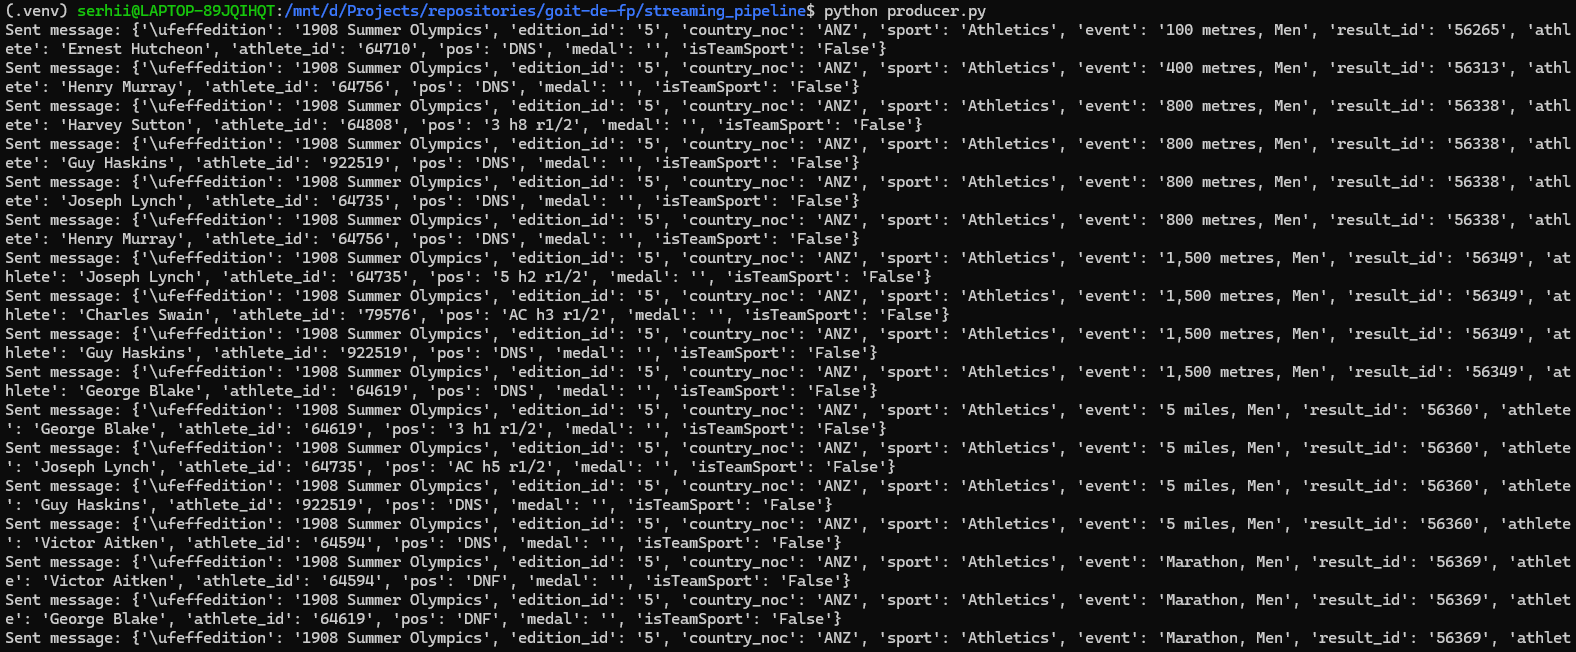 (.venv) serhii@LAPTOP-89JQIHQT:/mnt/d/Projects/repositories/goit-de-fp/streaming_pipeline$ python producer.py
Sent message: {'\ufeffedition': '1908 Summer Olympics', 'edition_id': '5', 'country_noc': 'ANZ', 'sport': 'Athletics', 'event': '100 metres, Men', 'result_id': '56265', 'athl
ete': 'Ernest Hutcheon', 'athlete_id': '64710', 'pos': 'DNS', 'medal': '', 'isTeamSport': 'False'}
Sent message: {'\ufeffedition': '1908 Summer Olympics', 'edition_id': '5', 'country_noc': 'ANZ', 'sport': 'Athletics', 'event': '400 metres, Men', 'result_id': '56313', 'athl
ete': 'Henry Murray', 'athlete_id': '64756', 'pos': 'DNS', 'medal': '', 'isTeamSport': 'False'}
Sent message: {'\ufeffedition': '1908 Summer Olympics', 'edition_id': '5', 'country_noc': 'ANZ', 'sport': 'Athletics', 'event': '800 metres, Men', 'result_id': '56338', 'athl
ete': 'Harvey Sutton', 'athlete_id': '64808', 'pos': '3 h8 r1/2', 'medal': '', 'isTeamSport': 'False'}
Sent message: {'\ufeffedition': '1908 Summer Olympics', 'edition_id': '5', 'country_noc': 'ANZ', 'sport': 'Athletics', 'event': '800 metres, Men', 'result_id': '56338', 'athl
ete': 'Guy Haskins', 'athlete_id': '922519', 'pos': 'DNS', 'medal': '', 'isTeamSport': 'False'}
Sent message: {'\ufeffedition': '1908 Summer Olympics', 'edition_id': '5', 'country_noc': 'ANZ', 'sport': 'Athletics', 'event': '800 metres, Men', 'result_id': '56338', 'athl
ete': 'Joseph Lynch', 'athlete_id': '64735', 'pos': 'DNS', 'medal': '', 'isTeamSport': 'False'}
Sent message: {'\ufeffedition': '1908 Summer Olympics', 'edition_id': '5', 'country_noc': 'ANZ', 'sport': 'Athletics', 'event': '800 metres, Men', 'result_id': '56338', 'athl
ete': 'Henry Murray', 'athlete_id': '64756', 'pos': 'DNS', 'medal': '', 'isTeamSport': 'False'}
Sent message: {'\ufeffedition': '1908 Summer Olympics', 'edition_id': '5', 'country_noc': 'ANZ', 'sport': 'Athletics', 'event': '1,500 metres, Men', 'result_id': '56349', 'at
hlete': 'Joseph Lynch', 'athlete_id': '64735', 'pos': '5 h2 r1/2', 'medal': '', 'isTeamSport': 'False'}
Sent message: {'\ufeffedition': '1908 Summer Olympics', 'edition_id': '5', 'country_noc': 'ANZ', 'sport': 'Athletics', 'event': '1,500 metres, Men', 'result_id': '56349', 'at
hlete': 'Charles Swain', 'athlete_id': '79576', 'pos': 'AC h3 r1/2', 'medal': '', 'isTeamSport': 'False'}
Sent message: {'\ufeffedition': '1908 Summer Olympics', 'edition_id': '5', 'country_noc': 'ANZ', 'sport': 'Athletics', 'event': '1,500 metres, Men', 'result_id': '56349', 'at
hlete': 'Guy Haskins', 'athlete_id': '922519', 'pos': 'DNS', 'medal': '', 'isTeamSport': 'False'}
Sent message: {'\ufeffedition': '1908 Summer Olympics', 'edition_id': '5', 'country_noc': 'ANZ', 'sport': 'Athletics', 'event': '1,500 metres, Men', 'result_id': '56349', 'at
hlete': 'George Blake', 'athlete_id': '64619', 'pos': 'DNS', 'medal': '', 'isTeamSport': 'False'}
Sent message: {'\ufeffedition': '1908 Summer Olympics', 'edition_id': '5', 'country_noc': 'ANZ', 'sport': 'Athletics', 'event': '5 miles, Men', 'result_id': '56360', 'athlete
': 'George Blake', 'athlete_id': '64619', 'pos': '3 h1 r1/2', 'medal': '', 'isTeamSport': 'False'}
Sent message: {'\ufeffedition': '1908 Summer Olympics', 'edition_id': '5', 'country_noc': 'ANZ', 'sport': 'Athletics', 'event': '5 miles, Men', 'result_id': '56360', 'athlete
': 'Joseph Lynch', 'athlete_id': '64735', 'pos': 'AC h5 r1/2', 'medal': '', 'isTeamSport': 'False'}
Sent message: {'\ufeffedition': '1908 Summer Olympics', 'edition_id': '5', 'country_noc': 'ANZ', 'sport': 'Athletics', 'event': '5 miles, Men', 'result_id': '56360', 'athlete
': 'Guy Haskins', 'athlete_id': '922519', 'pos': 'DNS', 'medal': '', 'isTeamSport': 'False'}
Sent message: {'\ufeffedition': '1908 Summer Olympics', 'edition_id': '5', 'country_noc': 'ANZ', 'sport': 'Athletics', 'event': '5 miles, Men', 'result_id': '56360', 'athlete
': 'Victor Aitken', 'athlete_id': '64594', 'pos': 'DNS', 'medal': '', 'isTeamSport': 'False'}
Sent message: {'\ufeffedition': '1908 Summer Olympics', 'edition_id': '5', 'country_noc': 'ANZ', 'sport': 'Athletics', 'event': 'Marathon, Men', 'result_id': '56369', 'athlet
e': 'Victor Aitken', 'athlete_id': '64594', 'pos': 'DNF', 'medal': '', 'isTeamSport': 'False'}
Sent message: {'\ufeffedition': '1908 Summer Olympics', 'edition_id': '5', 'country_noc': 'ANZ', 'sport': 'Athletics', 'event': 'Marathon, Men', 'result_id': '56369', 'athlet
e': 'George Blake', 'athlete_id': '64619', 'pos': 'DNF', 'medal': '', 'isTeamSport': 'False'}
Sent message: {'\ufeffedition': '1908 Summer Olympics', 'edition_id': '5', 'country_noc': 'ANZ', 'sport': 'Athletics', 'event': 'Marathon, Men', 'result_id': '56369', 'athlet